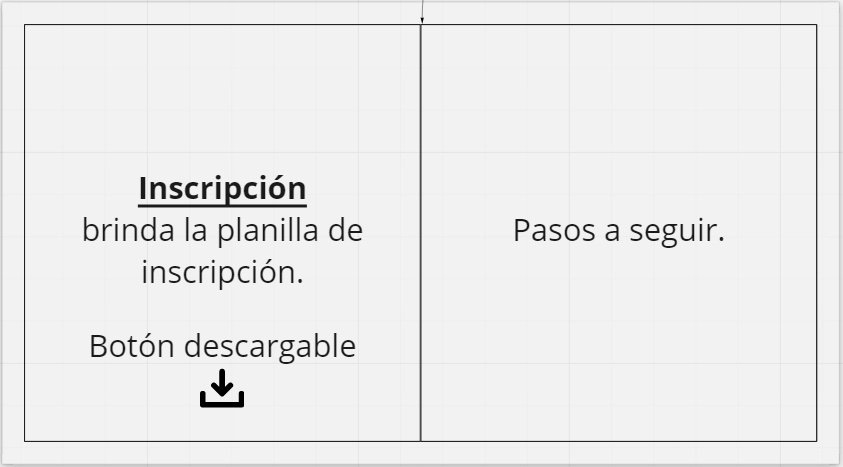 Inscripción
brinda la planilla de
inscripción.
Botón descargable
Pasos a seguir.